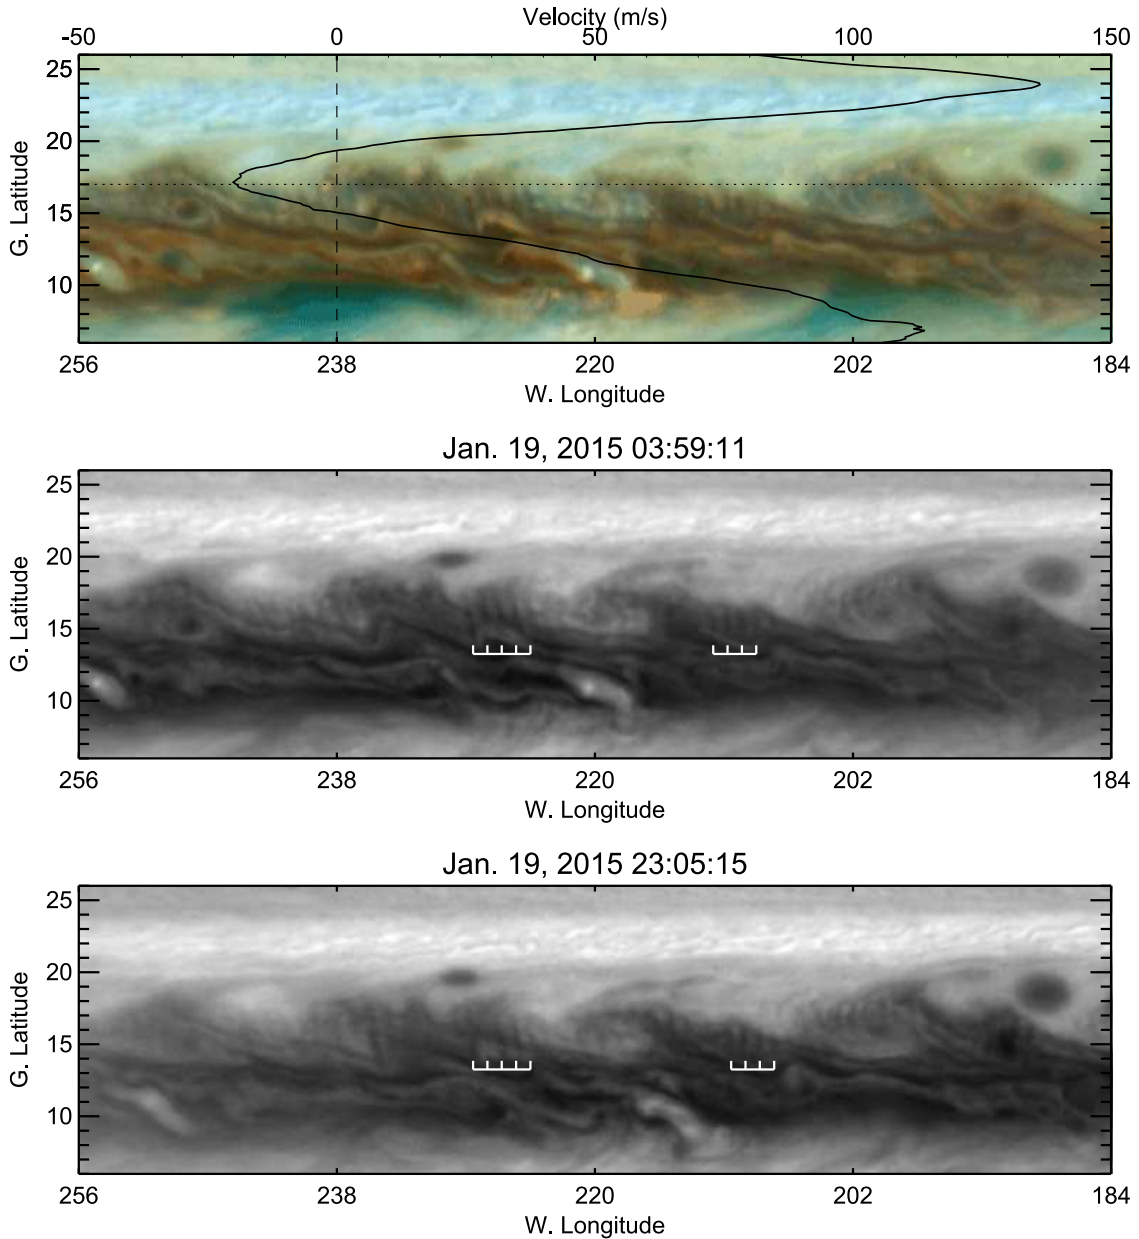 Velocity (m/s)
-50 0 50 100 150
25
20
15
10
G. Latitude
256 238 220 202 184
W. Longitude
Jan. 19, 2015 03:59:11
25
20
15
10
G. Latitude
256 238 220 202 184
W. Longitude
Jan. 19, 2015 23:05:15
25
20
15
10
G. Latitude
256 238 220 202 184
W. Longitude